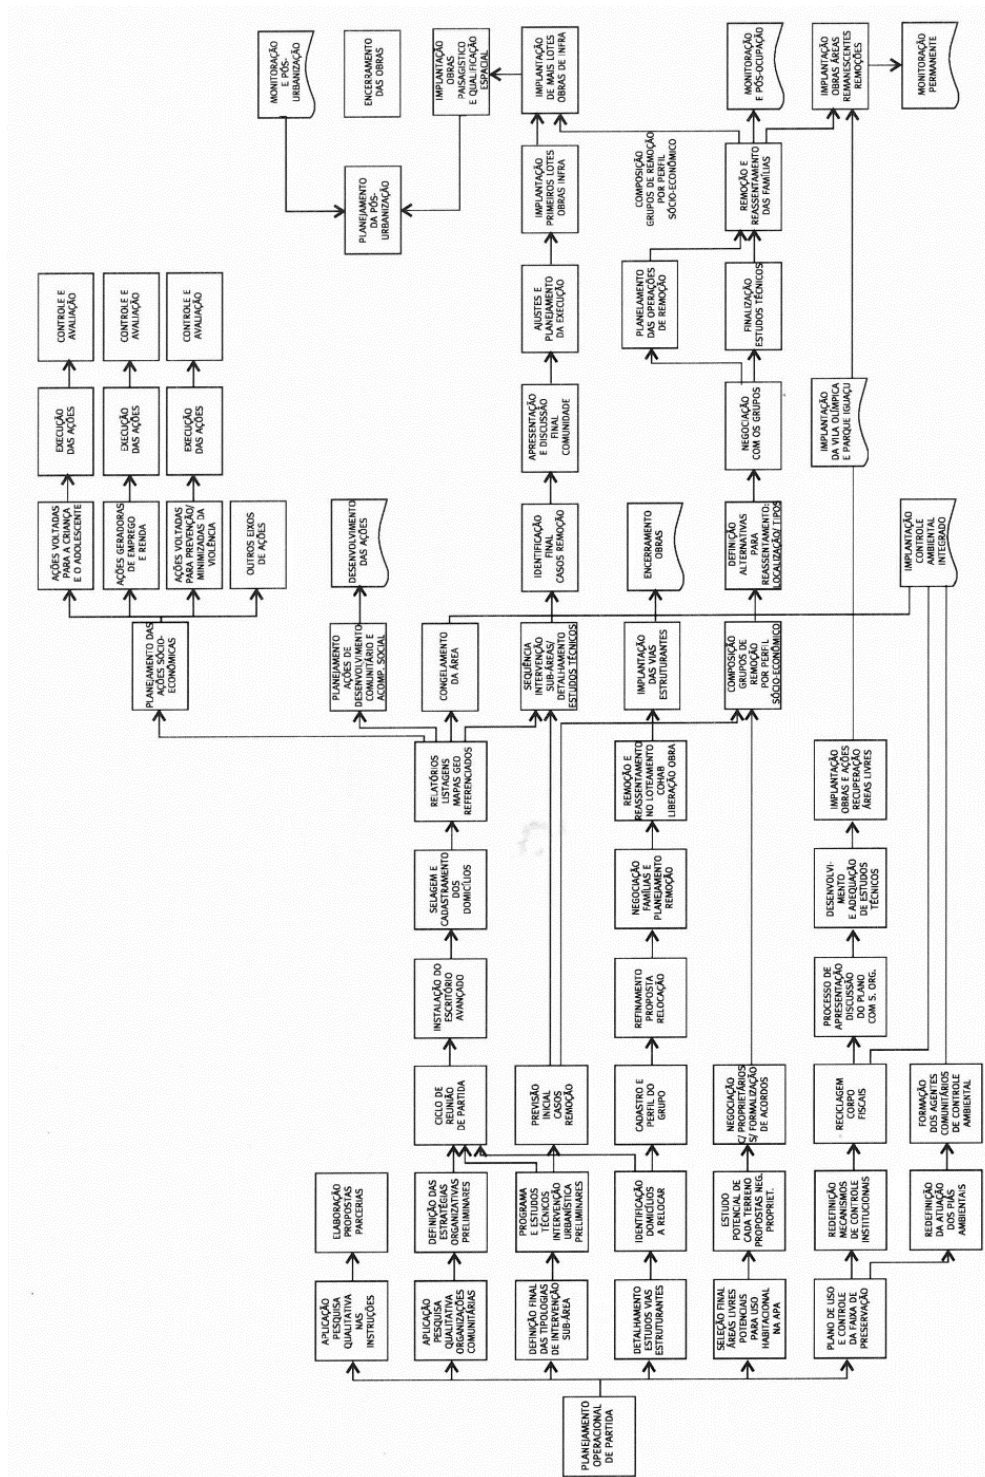 AÇÕES VOLTADAS
PARA A CRIANÇA
E O ADOLESCENTE
EXECUÇÃO
DAS AÇÕES
CONTROLE E
AVALIAÇÃO
AÇÕES GERADORAS
DE EMPREGO
E RENDA
EXECUÇÃO
DAS AÇÕES
CONTROLE E
AVALIAÇÃO
PLANEJAMENTO DAS
AÇÕES SÓCIO-
ECONÔMICAS
AÇÕES VOLTADAS
PARA PREVENÇÃO/
MINIMIZADAS DA
VIOLÊNCIA
EXECUÇÃO
DAS AÇÕES
CONTROLE E
AVALIAÇÃO
OUTROS EIXOS
DE AÇÕES
MONITORAÇÃO
E PÓS-
URBANIZAÇÃO
APLICAÇÃO
PESQUISA
QUALITATIVA
NAS
INSTRUÇÕES
ELABORAÇÃO
PROPOSTAS
PARCERIAS
PLANEJAMENTO
AÇÕES DE
DESENVOLVIMENTO
COMUNITÁRIO E
ACOMP. SOCIAL
DESENVOLVIMENTO
DAS AÇÕES
PLANEJAMENTO
DA PÓS-
URBANIZAÇÃO
ENCERRAMENTO
DAS OBRAS
APLICAÇÃO
PESQUISA
QUALITATIVA
ORGANIZAÇÕES
COMUNITÁRIAS
DEFINIÇÃO DAS
ESTRATÉGIAS
ORGANIZATIVAS
PRELIMINARES
CICLO DE
REUNIÃO
DE PARTIDA
INSTALAÇÃO DO
ESCRITÓRIO
AVANÇADO
SELAGEM E
CADASTRAMENTO
DOS
DOMICÍLIOS
RELATÓRIOS
LISTAGENS
MAPAS GEO
REFERENCIADOS
CONGELAMENTO
DA ÁREA
IMPLANTAÇÃO
OBRAS
PAISAGISTICO
E QUALIFICAÇÃO
ESPACIAL
DEFINIÇÃO FINAL
DAS TIPOLOGIAS
DE INTERVENÇÃO
SUB-ÁREA
PROGRAMA
E ESTUDOS
TÉCNICOS
INTERVENÇÃO
URBANÍSTICA
PRELIMINARES
PREVISÃO
INICIAL
CASOS
REMOÇÃO
SEQUÊNCIA
INTERVENÇÃO
SUB-ÁREAS/
DETALHAMENTO
ESTUDOS TÉCNICOS
IDENTIFICAÇÃO
FINAL
CASOS REMOÇÃO
APRESENTAÇÃO
E DISCUSSÃO
FINAL
COMUNIDADE
AJUSTES E
PLANEJAMENTO
DA EXECUÇÃO
IMPLANTAÇÃO
PRIMEIROS LOTES
OBRAS INFRA
IMPLANTAÇÃO
DE MAIS LOTES
OBRAS DE INFRA
PLANEJAMENTO
OPERACIONAL
DE PARTIDA
DETALHAMENTO
ESTUDOS VIAS
ESTRUTURANTES
IDENTIFICAÇÃO
DOMICÍLIOS
A RELOCAR
CADASTRO E
PERFIL DO
GRUPO
REFINAMENTO
PROPOSTA
RELOCAÇÃO
NEGOCIAÇÃO
FAMÍLIAS E
PLANEJAMENTO
REMOÇÃO
REMOÇÃO E
REASSENTAMENTO
NO LOTEAMENTO
COHAB
LIBERAÇÃO OBRA
IMPLANTAÇÃO
DAS VIAS
ESTRUTURANTES
ENCERRAMENTO
OBRAS
PLANELAMENTO
DAS OPERAÇÕES
DE REMOÇÃO
COMPOSIÇÃO
GRUPOS DE REMOÇÃO
POR PERFIL
SÓCIO-ECONÔMICO
SELEÇÃO FINAL
ÁREAS LIVRES
POTENCIAIS
PARA USO
HABITACIONAL
NA APA
ESTUDO
POTENCIAL DE
CADA TERRENO
PROPOSTAS NEG.
PROPRIET.
NEGOCIAÇÃO
C/ PROPRIETÁRIOS
S/ FORMALIZAÇÃO
DE ACORDOS
COMPOSIÇÃO
GRUPOS DE
REMOÇÃO
POR PERFIL
SÓCIO-ECONÔMICO
DEFINIÇÃO
ALTERNATIVAS
PARA
REASSENTAMENTO:
LOCALIZAÇÃO/ TIPOS
NEGOCIAÇÃO
COM OS GRUPOS
FINALIZAÇÃO
ESTUDOS TÉCNICOS
REMOÇÃO E
REASSENTAMENTO
DAS FAMÍLIAS
MONITORAÇÃO
E PÓS-OCUPAÇÃO
PLANO DE USO
E CONTROLE
DA FAIXA DE
PRESERVAÇÃO
REDEFINIÇÃO
MECANISMOS
DE CONTROLE
INSTITUCIONAIS
RECICLAGEM
CORPO
FISCAIS
PROCESSO DE
APRESENTAÇÃO
DISCUSSÃO
DO PLANO
COM S. ORG.
DESENVOLVI-
MENTO
E ADEQUAÇÃO
DE ESTUDOS
TÉCNICOS
IMPLANTAÇÃO
OBRAS E AÇÕES
RECUPERAÇÃO
ÁREAS LIVRES
IMPLANTAÇÃO
DA VILA OLÍMPICA
E PARQUE IGUAÇU
IMPLANTAÇÃO
OBRAS ÁREAS
REMANESCENTES
REMOÇÕES
REDEFINIÇÃO
DA ATUAÇÃO
DOS PIÁS
AMBIENTAIS
FORMAÇÃO
DOS AGENTES
COMUNITÁRIOS
DE CONTROLE
AMBIENTAL
IMPLANTAÇÃO
CONTROLE
AMBIENTAL
INTEGRADO
MONITORAÇÃO
PERMANENTE